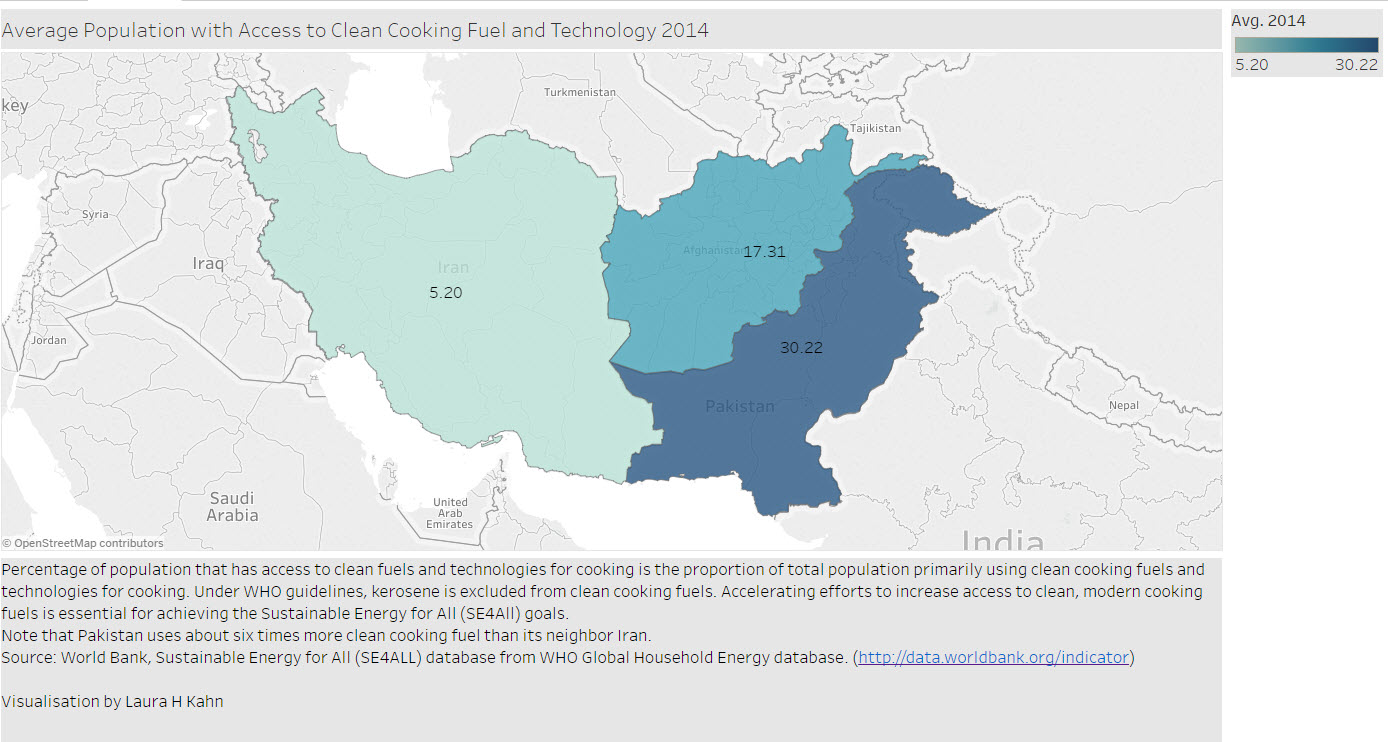 Average Population with Access to Clean Cooking Fuel and Technology 2014
Avg. 2014
5.20 30.22
key
Turkmenistan
Tajikistan
Syria
Iraq
Iran
5.20
Afghanistan
17.31
Jordan
30.22
Pakistan
Nepal
Saudi
Arabia
United
Arab
Emirates
India
© OpenStreetMap contributors
Percentage of population that has access to clean fuels and technologies for cooking is the proportion of total population primarily using clean cooking fuels and
technologies for cooking. Under WHO guidelines, kerosene is excluded from clean cooking fuels. Accelerating efforts to increase access to clean, modern cooking
fuels is essential for achieving the Sustainable Energy for All (SE4All) goals.
Note that Pakistan uses about six times more clean cooking fuel than its neighbor Iran.
Source: World Bank, Sustainable Energy for All (SE4ALL) database from WHO Global Household Energy database. (http://data.worldbank.org/indicator)
Visualisation by Laura H Kahn